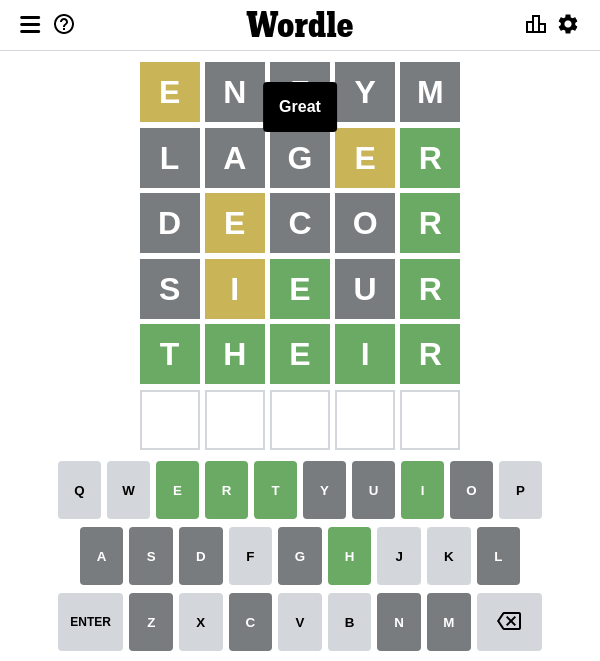 Wordle
E N Y M
Great
L A G E R
D E C O R
S I E U R
T H E I R
Q W E R T Y U I O P
A S D F G H J K L
ENTER Z X C V B N M